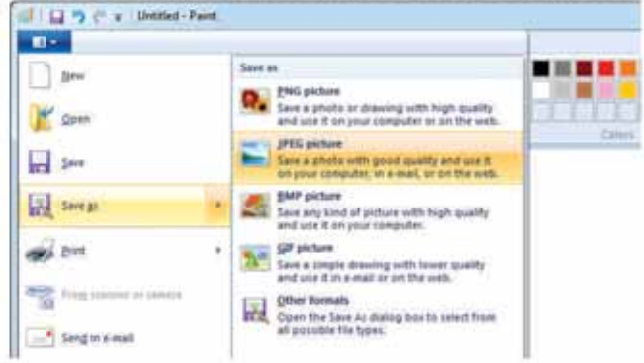 Untitled - Paint
New
Open
Save
Save as
Print
From scanner or camera
Send in e-mail
Save as
PNG picture
Save a photo or drawing with high quality
and use it on your computer or on the web.
JPEG picture
Save a photo with good quality and use it
on your computer, in e-mail, or on the web.
BMP picture
Save any kind of picture with high quality
and use it on your computer.
GIF picture
Save a simple drawing with lower quality
and use it in e-mail or on the web.
Other formats
Open the Save As dialog box to select from
all possible file types.
Colors